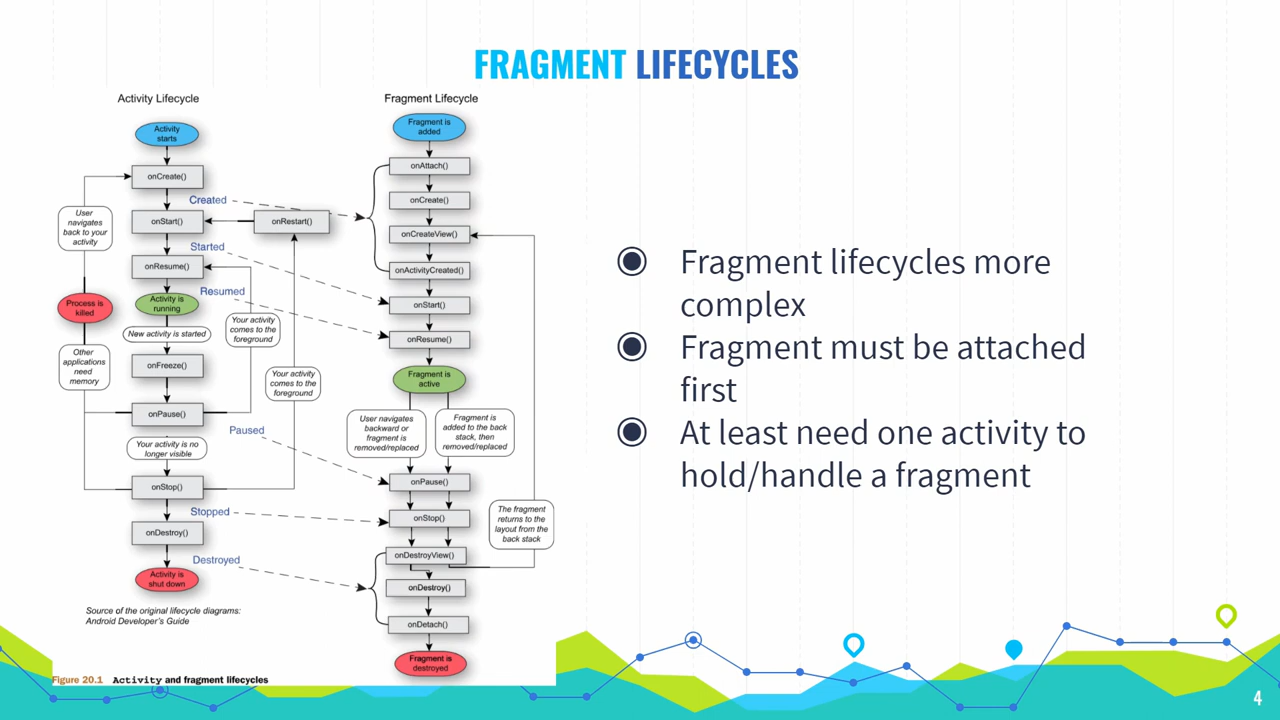 FRAGMENT LIFECYCLES
Activity Lifecycle
Activity
starts
onCreate()
Created
User
navigates
back to your
activity
onStart()
onRestart()
Started
onResume()
Resumed
Process is
killed
Activity is
running
New activity is started
Your activity
comes to the
foreground
Other
applications
need
memory
onFreeze()
Your activity
comes to the
foreground
onPause()
Paused
Your activity is no
longer visible
onStop()
Stopped
onDestroy()
Destroyed
Activity is
shut down
Source of the original lifecycle diagrams:
Android Developer's Guide
Fragment Lifecycle
Fragment is
added
onAttach()
onCreate()
onCreateView()
onActivityCreated()
onStart()
onResume()
Fragment is
active
User navigates
backward or
fragment is
removed/replaced
Fragment is
added to the back
stack, then
removed/replaced
onPause()
onStop()
The fragment
returns to the
layout from the
back stack
onDestroyView()
onDestroy()
onDetach()
Fragment is
destroyed
Figure 20.1 Activity and fragment lifecycles
Fragment lifecycles more
complex
Fragment must be attached
first
At least need one activity to
hold/handle a fragment
4